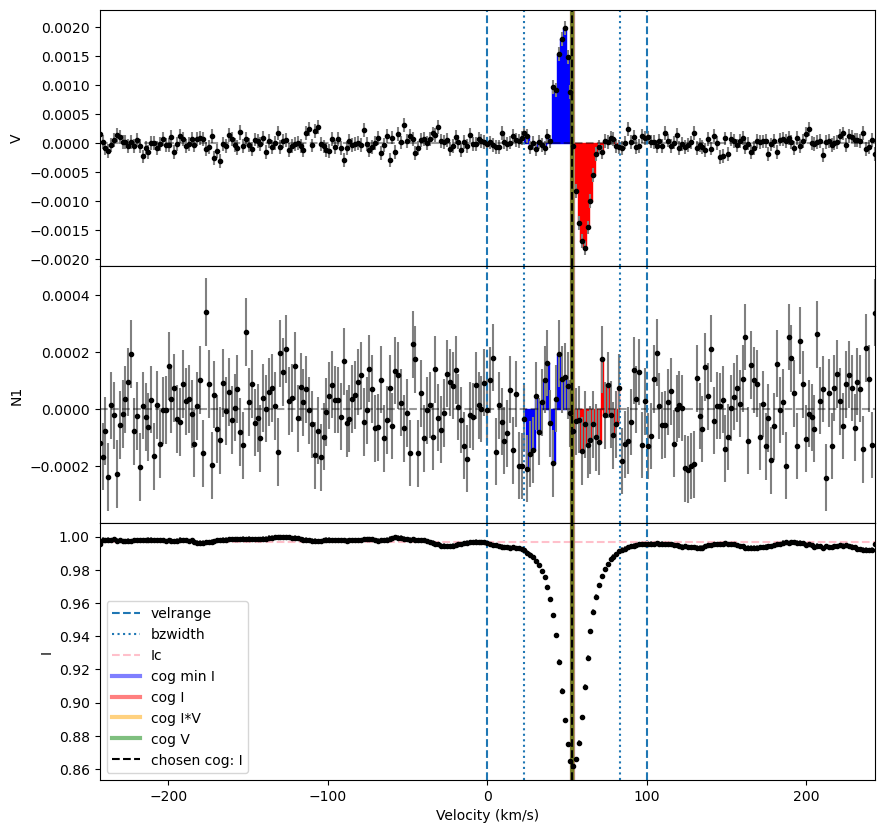 0.0020
0.0015
0.0010
0.0005
0.0000
−0.0005
−0.0010
−0.0015
−0.0020
V
0.0004
0.0002
0.0000
−0.0002
N1
1.00
0.98
0.96
0.94
0.92
0.90
0.88
0.86
I
velrange
bzwidth
Ic
cog min I
cog I
cog I*V
cog V
chosen cog: I
−200
−100
0
100
200
Velocity (km/s)